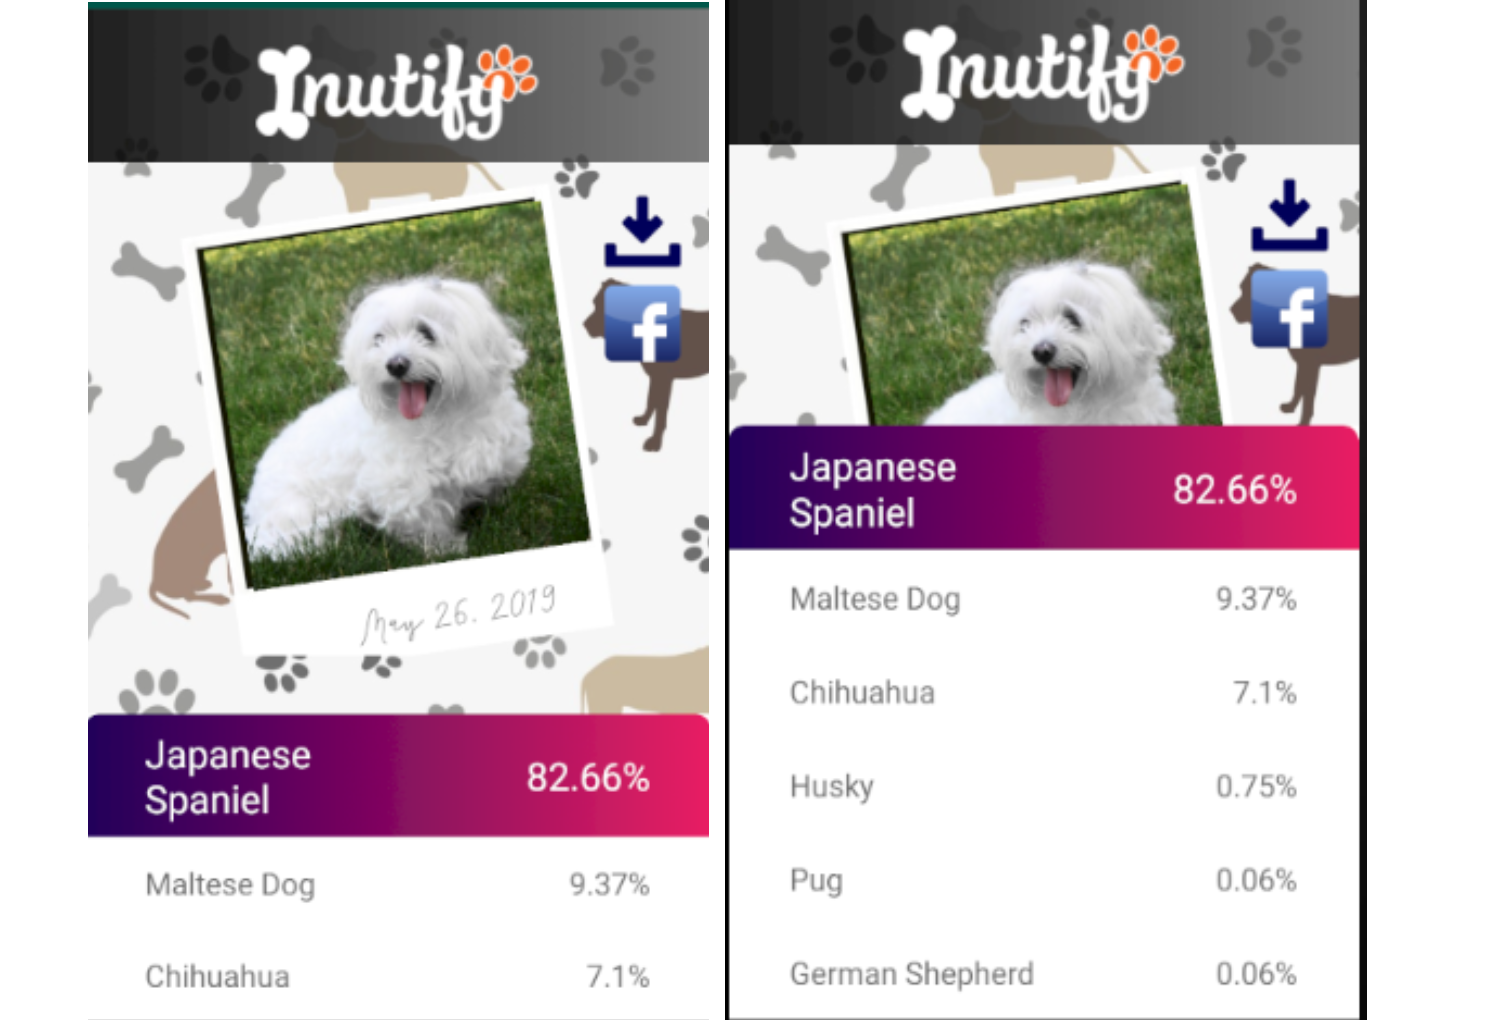 Inutify
f
May 26. 2019
Japanese
Spaniel
82.66%
Maltese Dog 9.37%
Chihuahua 7.1%
Inutify
f
Japanese
Spaniel
82.66%
Maltese Dog 9.37%
Chihuahua 7.1%
Husky 0.75%
Pug 0.06%
German Shepherd 0.06%